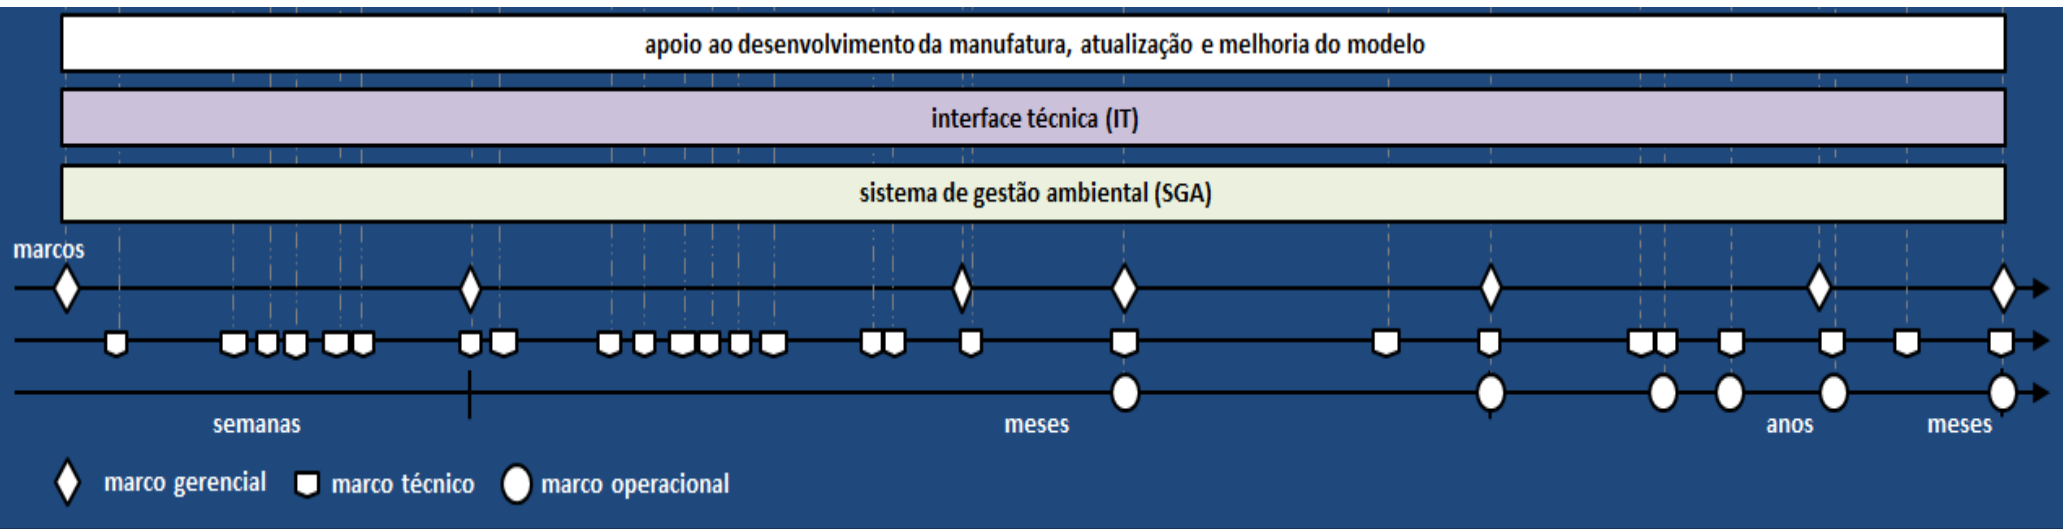 apoio ao desenvolvimento da manufatura, atualização e melhoria do modelo
interface técnica (IT)
sistema de gestão ambiental (SGA)
marcos
semanas meses anos meses
marco gerencial marco técnico marco operacional